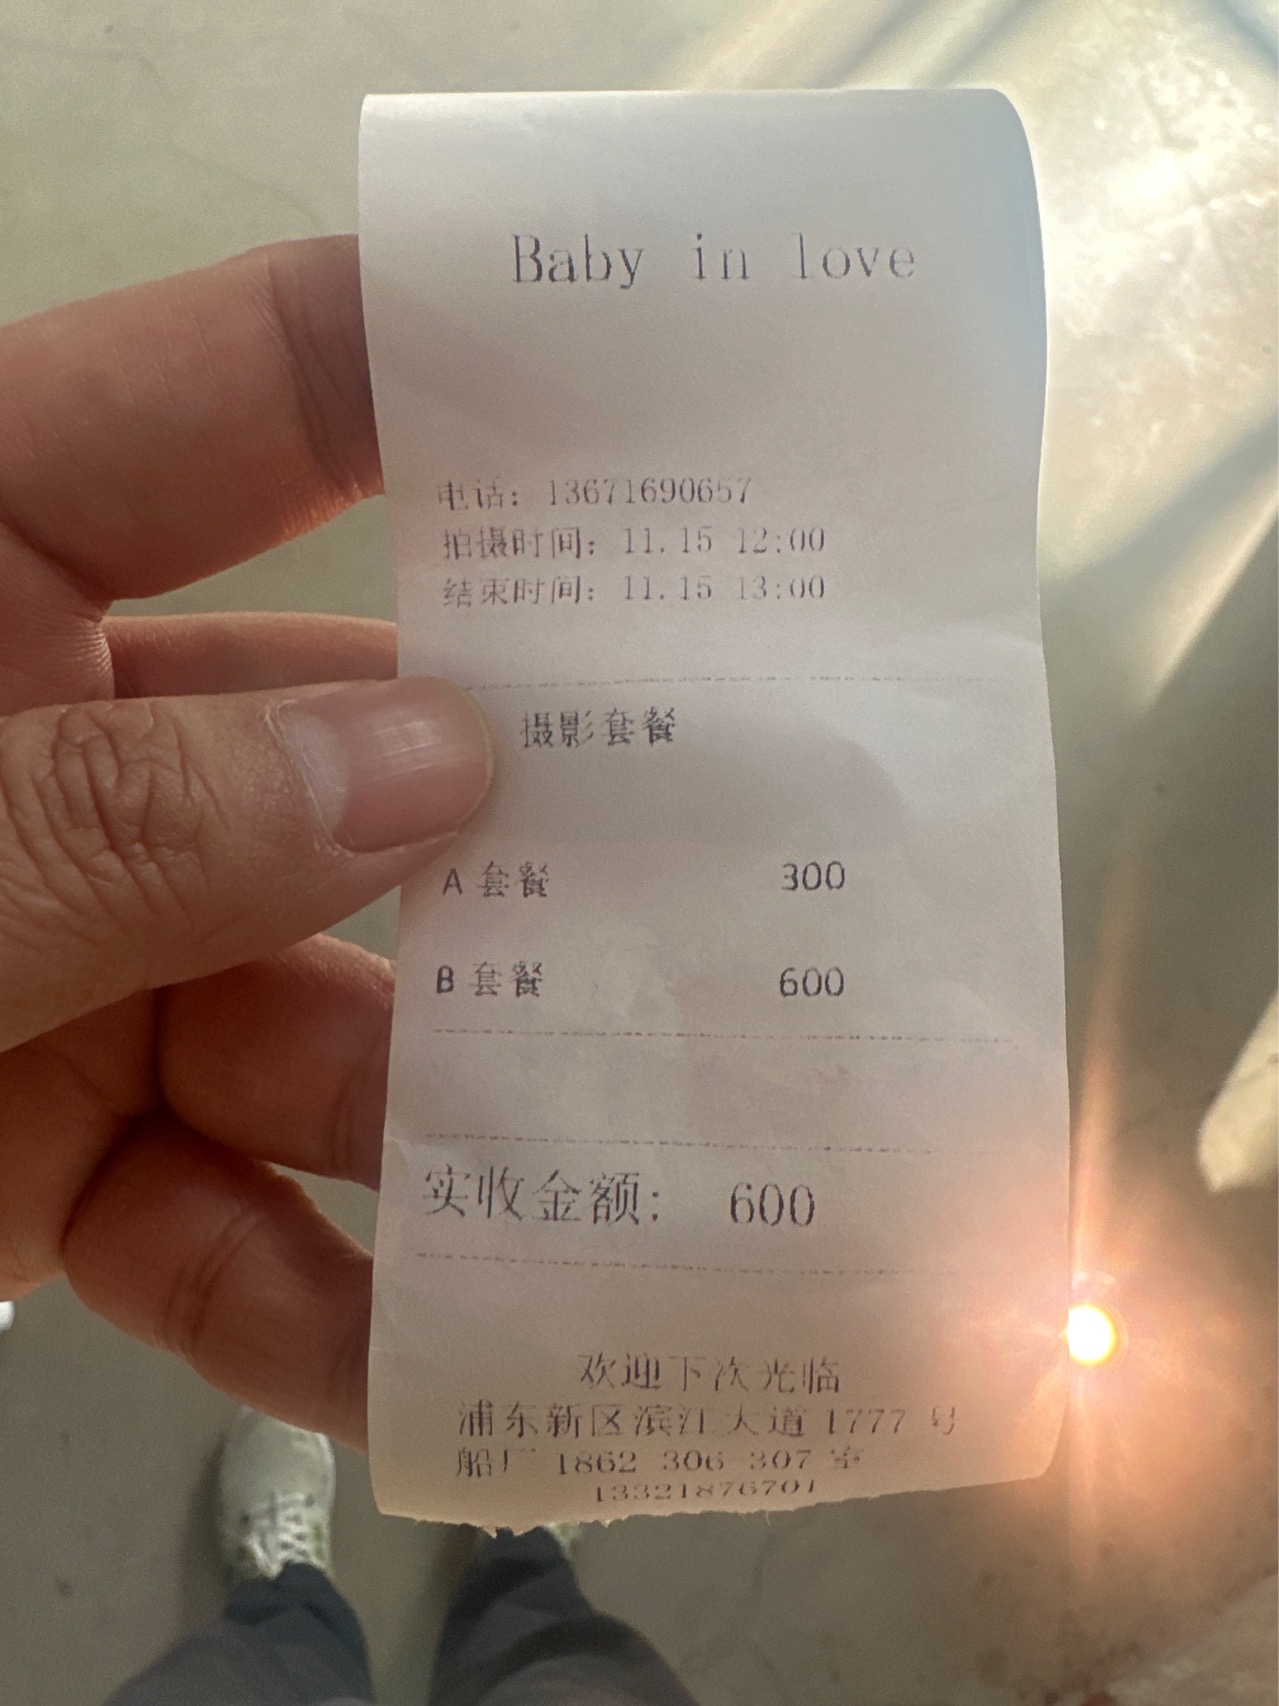 Baby in love
电话：13671690657
拍摄时间：11.15 12:00
结束时间：11.15 13:00
摄影套餐
A 套餐 300
B 套餐 600
实收金额： 600
欢迎下次光临
浦东新区滨江大道 1777 号
船厂 1862 306-307 室
13321876701